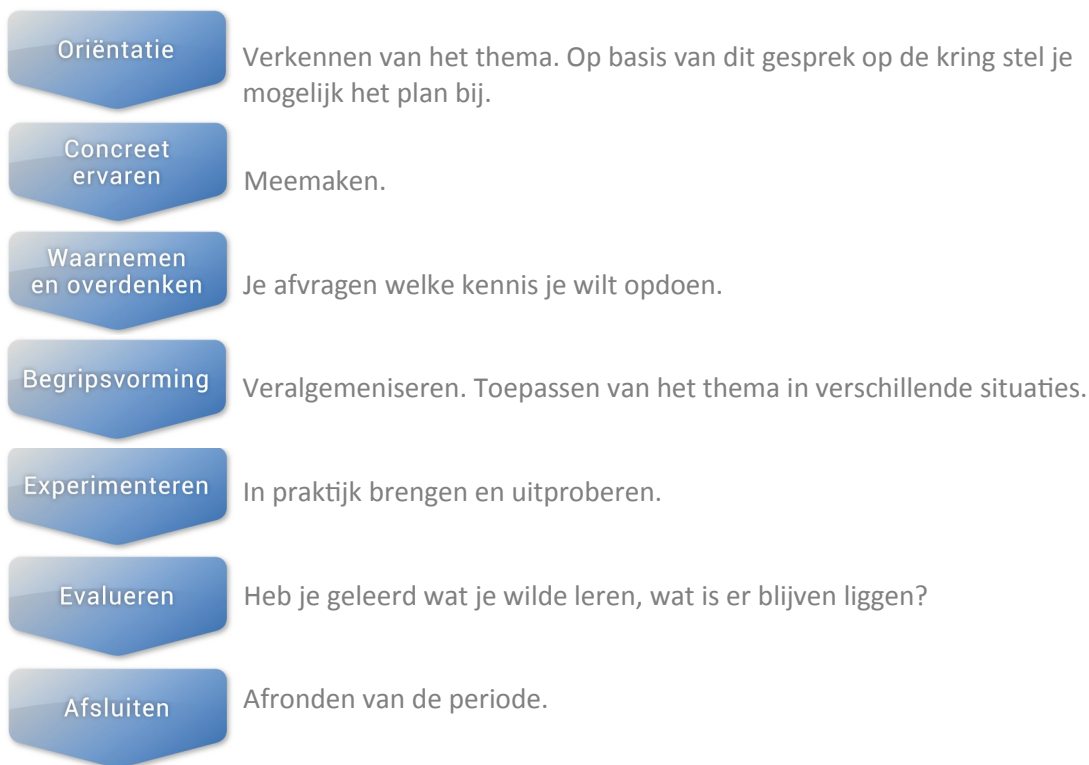 Oriëntatie
Verkennen van het thema. Op basis van dit gesprek op de kring stel je
mogelijk het plan bij.
Concreet
ervaren
Meemaken.
Waarnemen
en overdenken
Je afvragen welke kennis je wilt opdoen.
Begripsvorming
Veralgemeniseren. Toepassen van het thema in verschillende situaties.
Experimenteren
In praktijk brengen en uitproberen.
Evalueren
Heb je geleerd wat je wilde leren, wat is er blijven liggen?
Afsluiten
Afronden van de periode.